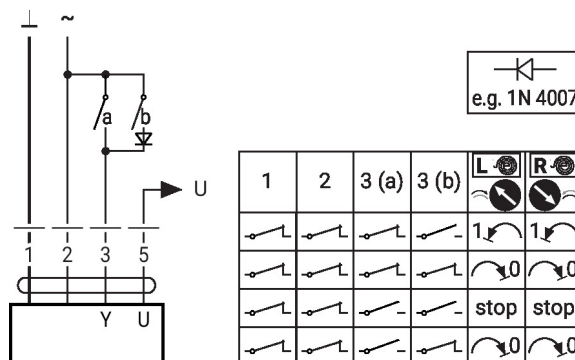 ⊥ ~
a b
U
1 2 3 5
Y U
e.g. 1N 4007
1 2 3 (a) 3 (b) L R
1 1
0 0
stop stop
0 0